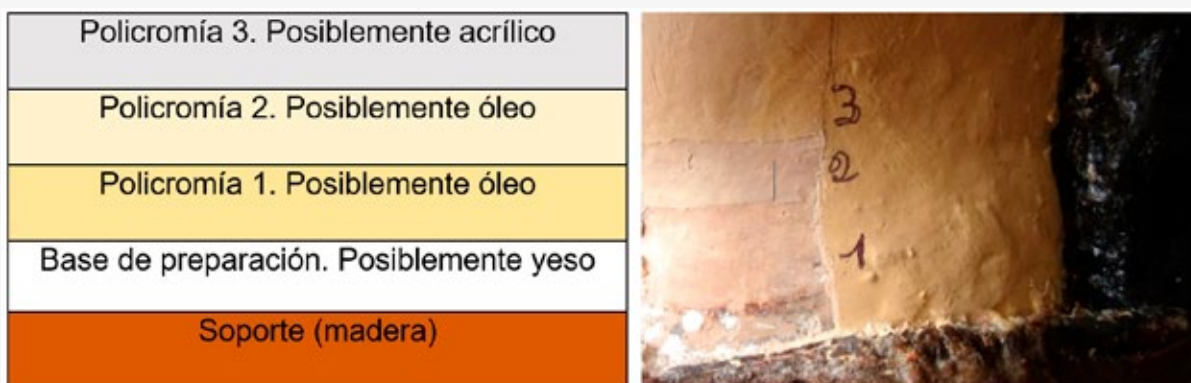 Policromía 3. Posiblemente acrílico
Policromía 2. Posiblemente óleo
Policromía 1. Posiblemente óleo
Base de preparación. Posiblemente yeso
Soporte (madera)
3
2
1